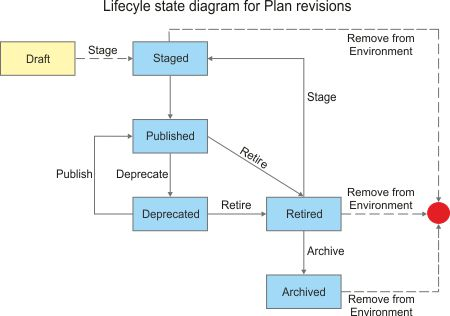 Lifecyle state diagram for Plan revisions
Remove from
Environment
Draft
Stage
Staged
Stage
Published
Retire
Publish
Deprecate
Deprecated
Retire
Retired
Remove from
Environment
Archive
Archived
Remove from
Environment